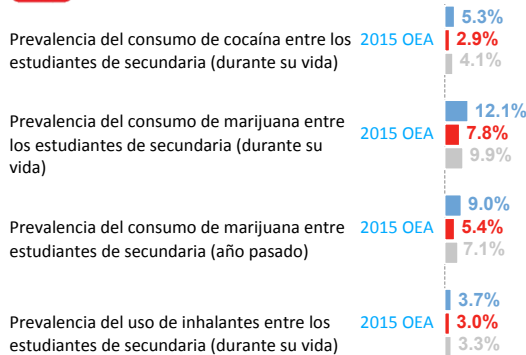 5.3%
Prevalencia del consumo de cocaína entre los 2015 OEA 2.9%
estudiantes de secundaria (durante su vida) 4.1%
12.1%
Prevalencia del consumo de marijuana entre
los estudiantes de secundaria (durante su 2015 OEA 7.8%
vida) 9.9%
9.0%
Prevalencia del consumo de marijuana entre 2015 OEA 5.4%
estudiantes de secundaria (año pasado) 7.1%
3.7%
Prevalencia del uso de inhalantes entre los 2015 OEA 3.0%
estudiantes de secundaria (durante su vida) 3.3%